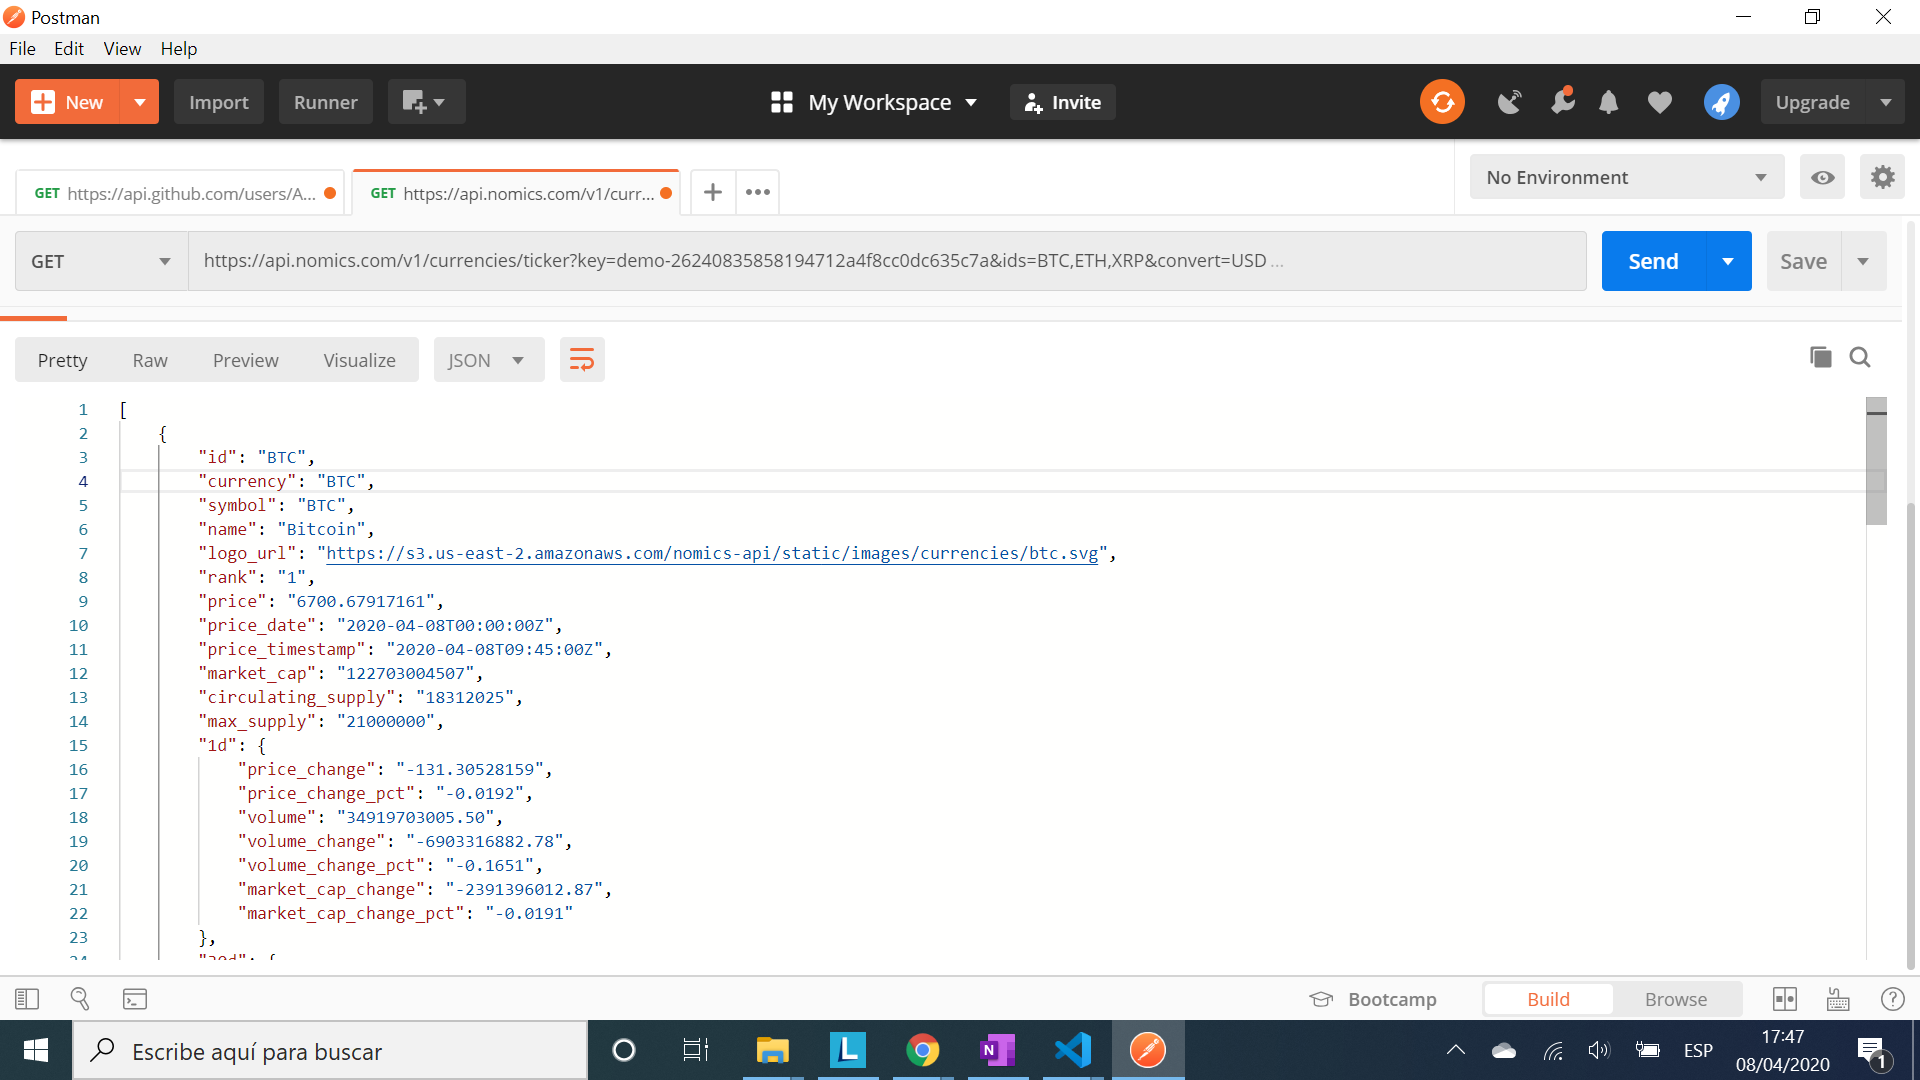 Postman
File Edit View Help
New Import Runner My Workspace Invite Upgrade
GET https://api.github.com/users/A... GET https://api.nomics.com/v1/curr... No Environment
GET https://api.nomics.com/v1/currencies/ticker?key=demo-26240835858194712a4f8cc0dc635c7a&ids=BTC,ETH,XRP&convert=USD ... Send Save
Pretty Raw Preview Visualize JSON
1 [
2 {
3 "id": "BTC",
4 "currency": "BTC",
5 "symbol": "BTC",
6 "name": "Bitcoin",
7 "logo_url": "https://s3.us-east-2.amazonaws.com/nomics-api/static/images/currencies/btc.svg",
8 "rank": "1",
9 "price": "6700.67917161",
10 "price_date": "2020-04-08T00:00:00Z",
11 "price_timestamp": "2020-04-08T09:45:00Z",
12 "market_cap": "122703004507",
13 "circulating_supply": "18312025",
14 "max_supply": "21000000",
15 "1d": {
16 "price_change": "-131.30528159",
17 "price_change_pct": "-0.0192",
18 "volume": "34919703005.50",
19 "volume_change": "-6903316882.78",
20 "volume_change_pct": "-0.1651",
21 "market_cap_change": "-2391396012.87",
22 "market_cap_change_pct": "-0.0191"
23 },
Bootcamp Build Browse
Escribe aquí para buscar L N ESP 17:47
08/04/2020 1